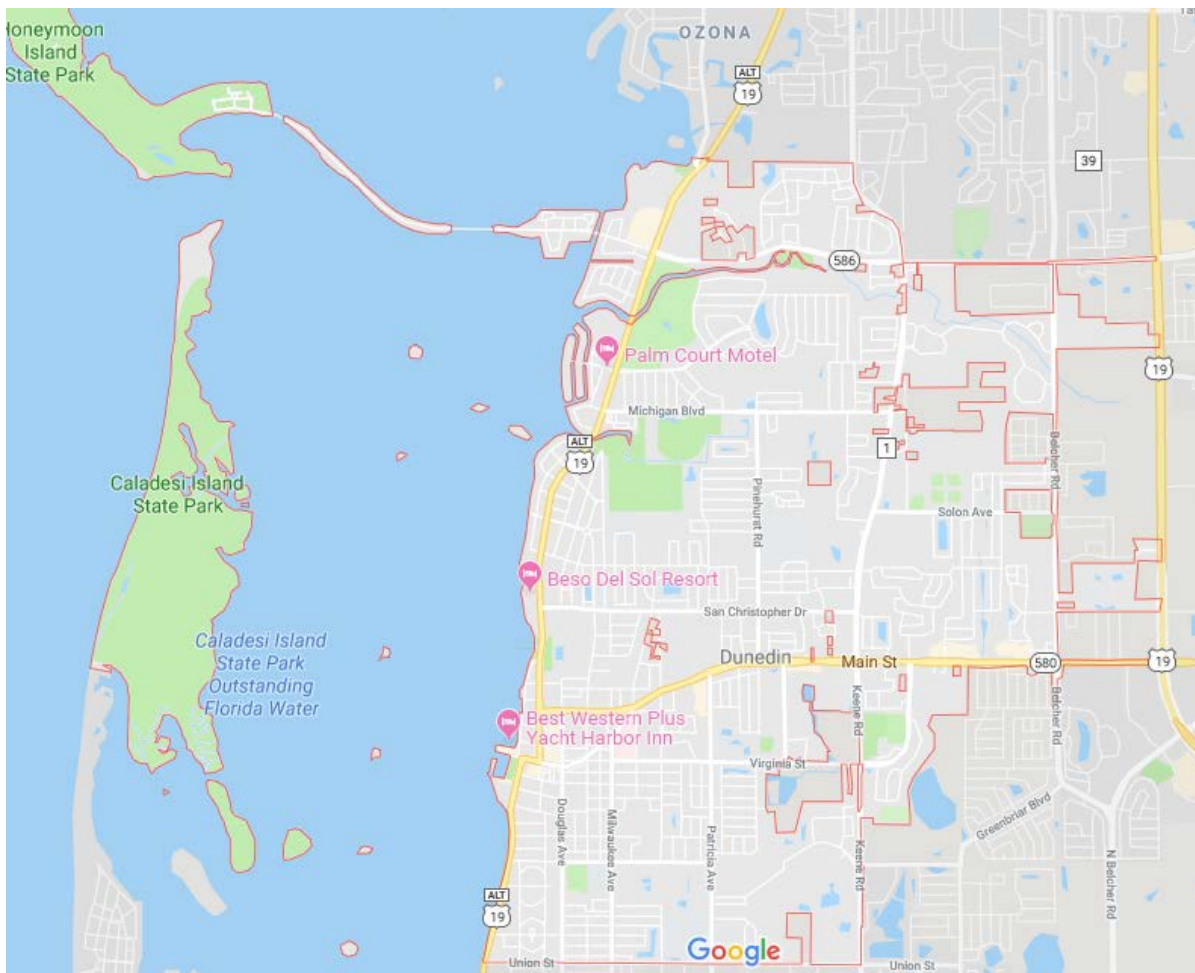 Honeymoon
Island
State Park
OZONA
ALT
19
39
586
Palm Court Motel
19
Michigan Blvd
ALT
19
1
Belcher Rd
Caladesi Island
State Park
Pinehurst Rd
Solon Ave
Beso Del Sol Resort
San Christopher Dr
Caladesi Island
State Park
Outstanding
Florida Water
Dunedin
Main St
580
19
Keene Rd
Belcher Rd
Best Western Plus
Yacht Harbor Inn
Virginia St
Douglas Ave
Milwaukee Ave
Patricia Ave
Keene Rd
Greenbriar Blvd
N Belcher Rd
ALT
19
Google
Union St
Union St